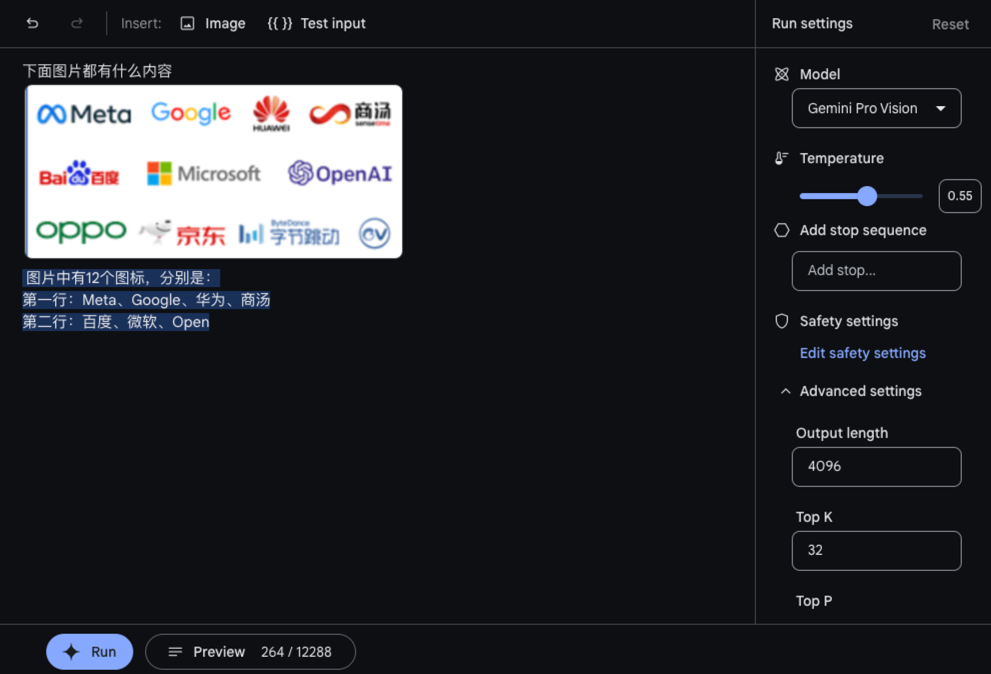 Insert: Image {{ }} Test input
Run settings Reset
下面图片都有什么内容
Meta Google HUAWEI 商汤 sensetime
Bai 百度 Microsoft OpenAI
oppo 京东 ByteDance 字节跳动 CV
图片中有12个图标，分别是：
第一行：Meta、Google、华为、商汤
第二行：百度、微软、Open
Model
Gemini Pro Vision
Temperature
0.55
Add stop sequence
Add stop...
Safety settings
Edit safety settings
Advanced settings
Output length
4096
Top K
32
Top P
Run Preview 264 / 12288